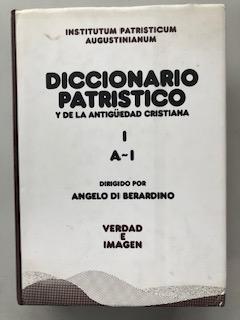 INSTITUTUM PATRISTICUM
AUGUSTINIANUM
DICCIONARIO
PATRISTICO
Y DE LA ANTIGÜEDAD CRISTIANA
I
A-I
DIRIGIDO POR
ANGELO DI BERARDINO
VERDAD
E
IMAGEN